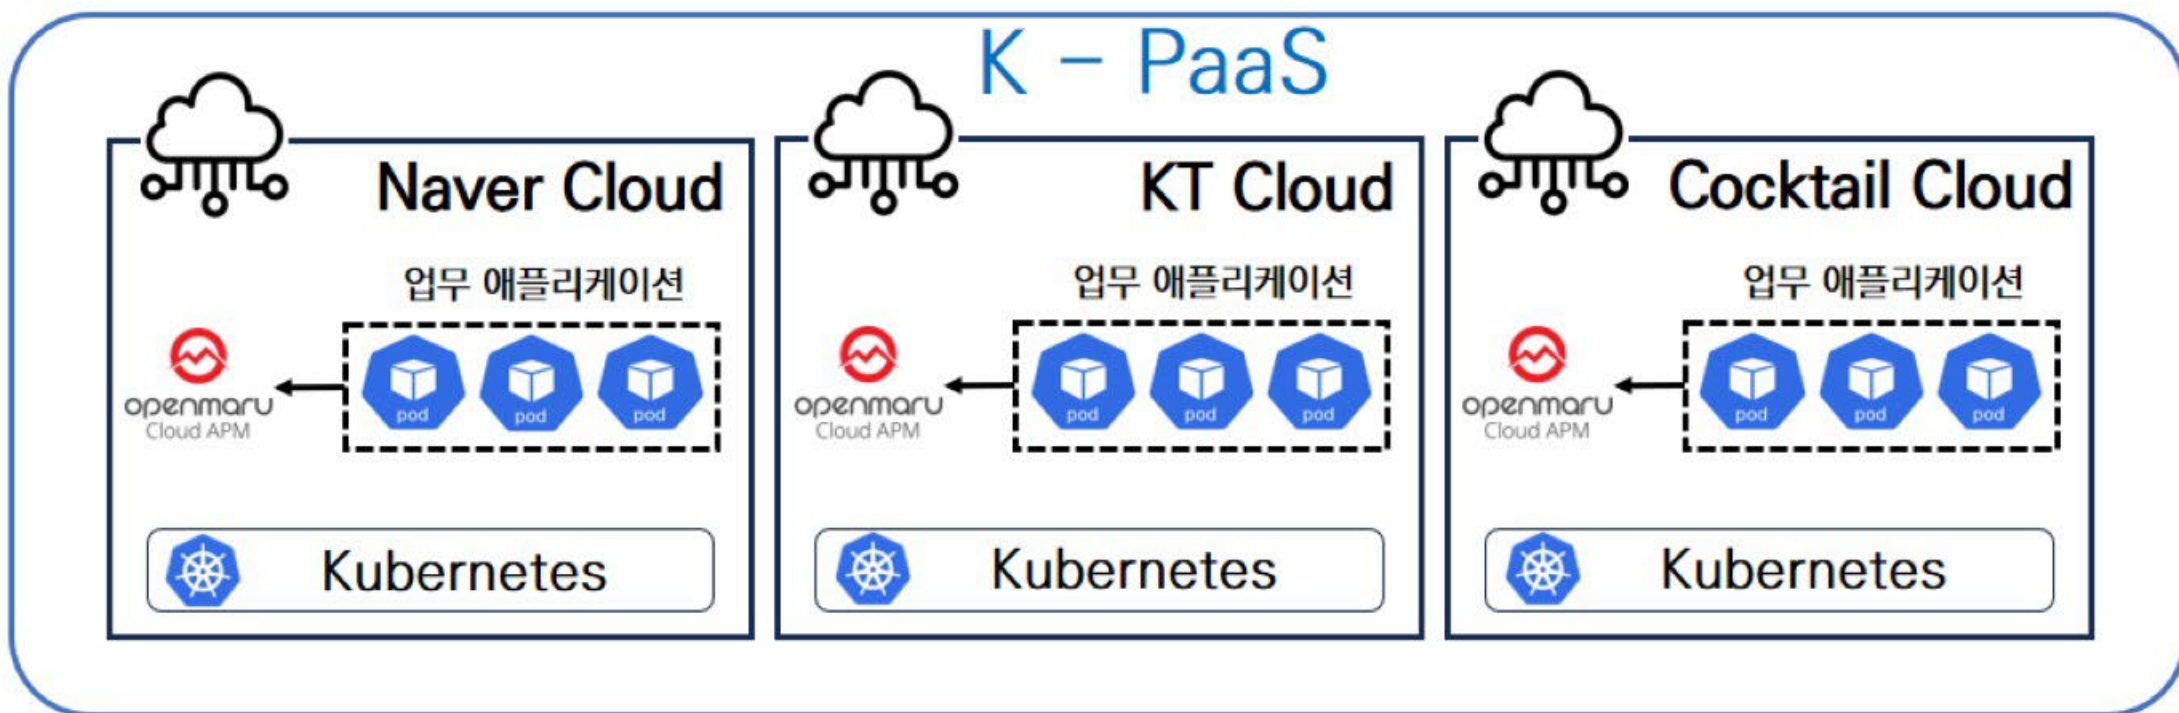 K - PaaS
Naver Cloud
업무 애플리케이션
openmaru
Cloud APM
pod pod pod
Kubernetes
KT Cloud
업무 애플리케이션
openmaru
Cloud APM
pod pod pod
Kubernetes
Cocktail Cloud
업무 애플리케이션
openmaru
Cloud APM
pod pod pod
Kubernetes